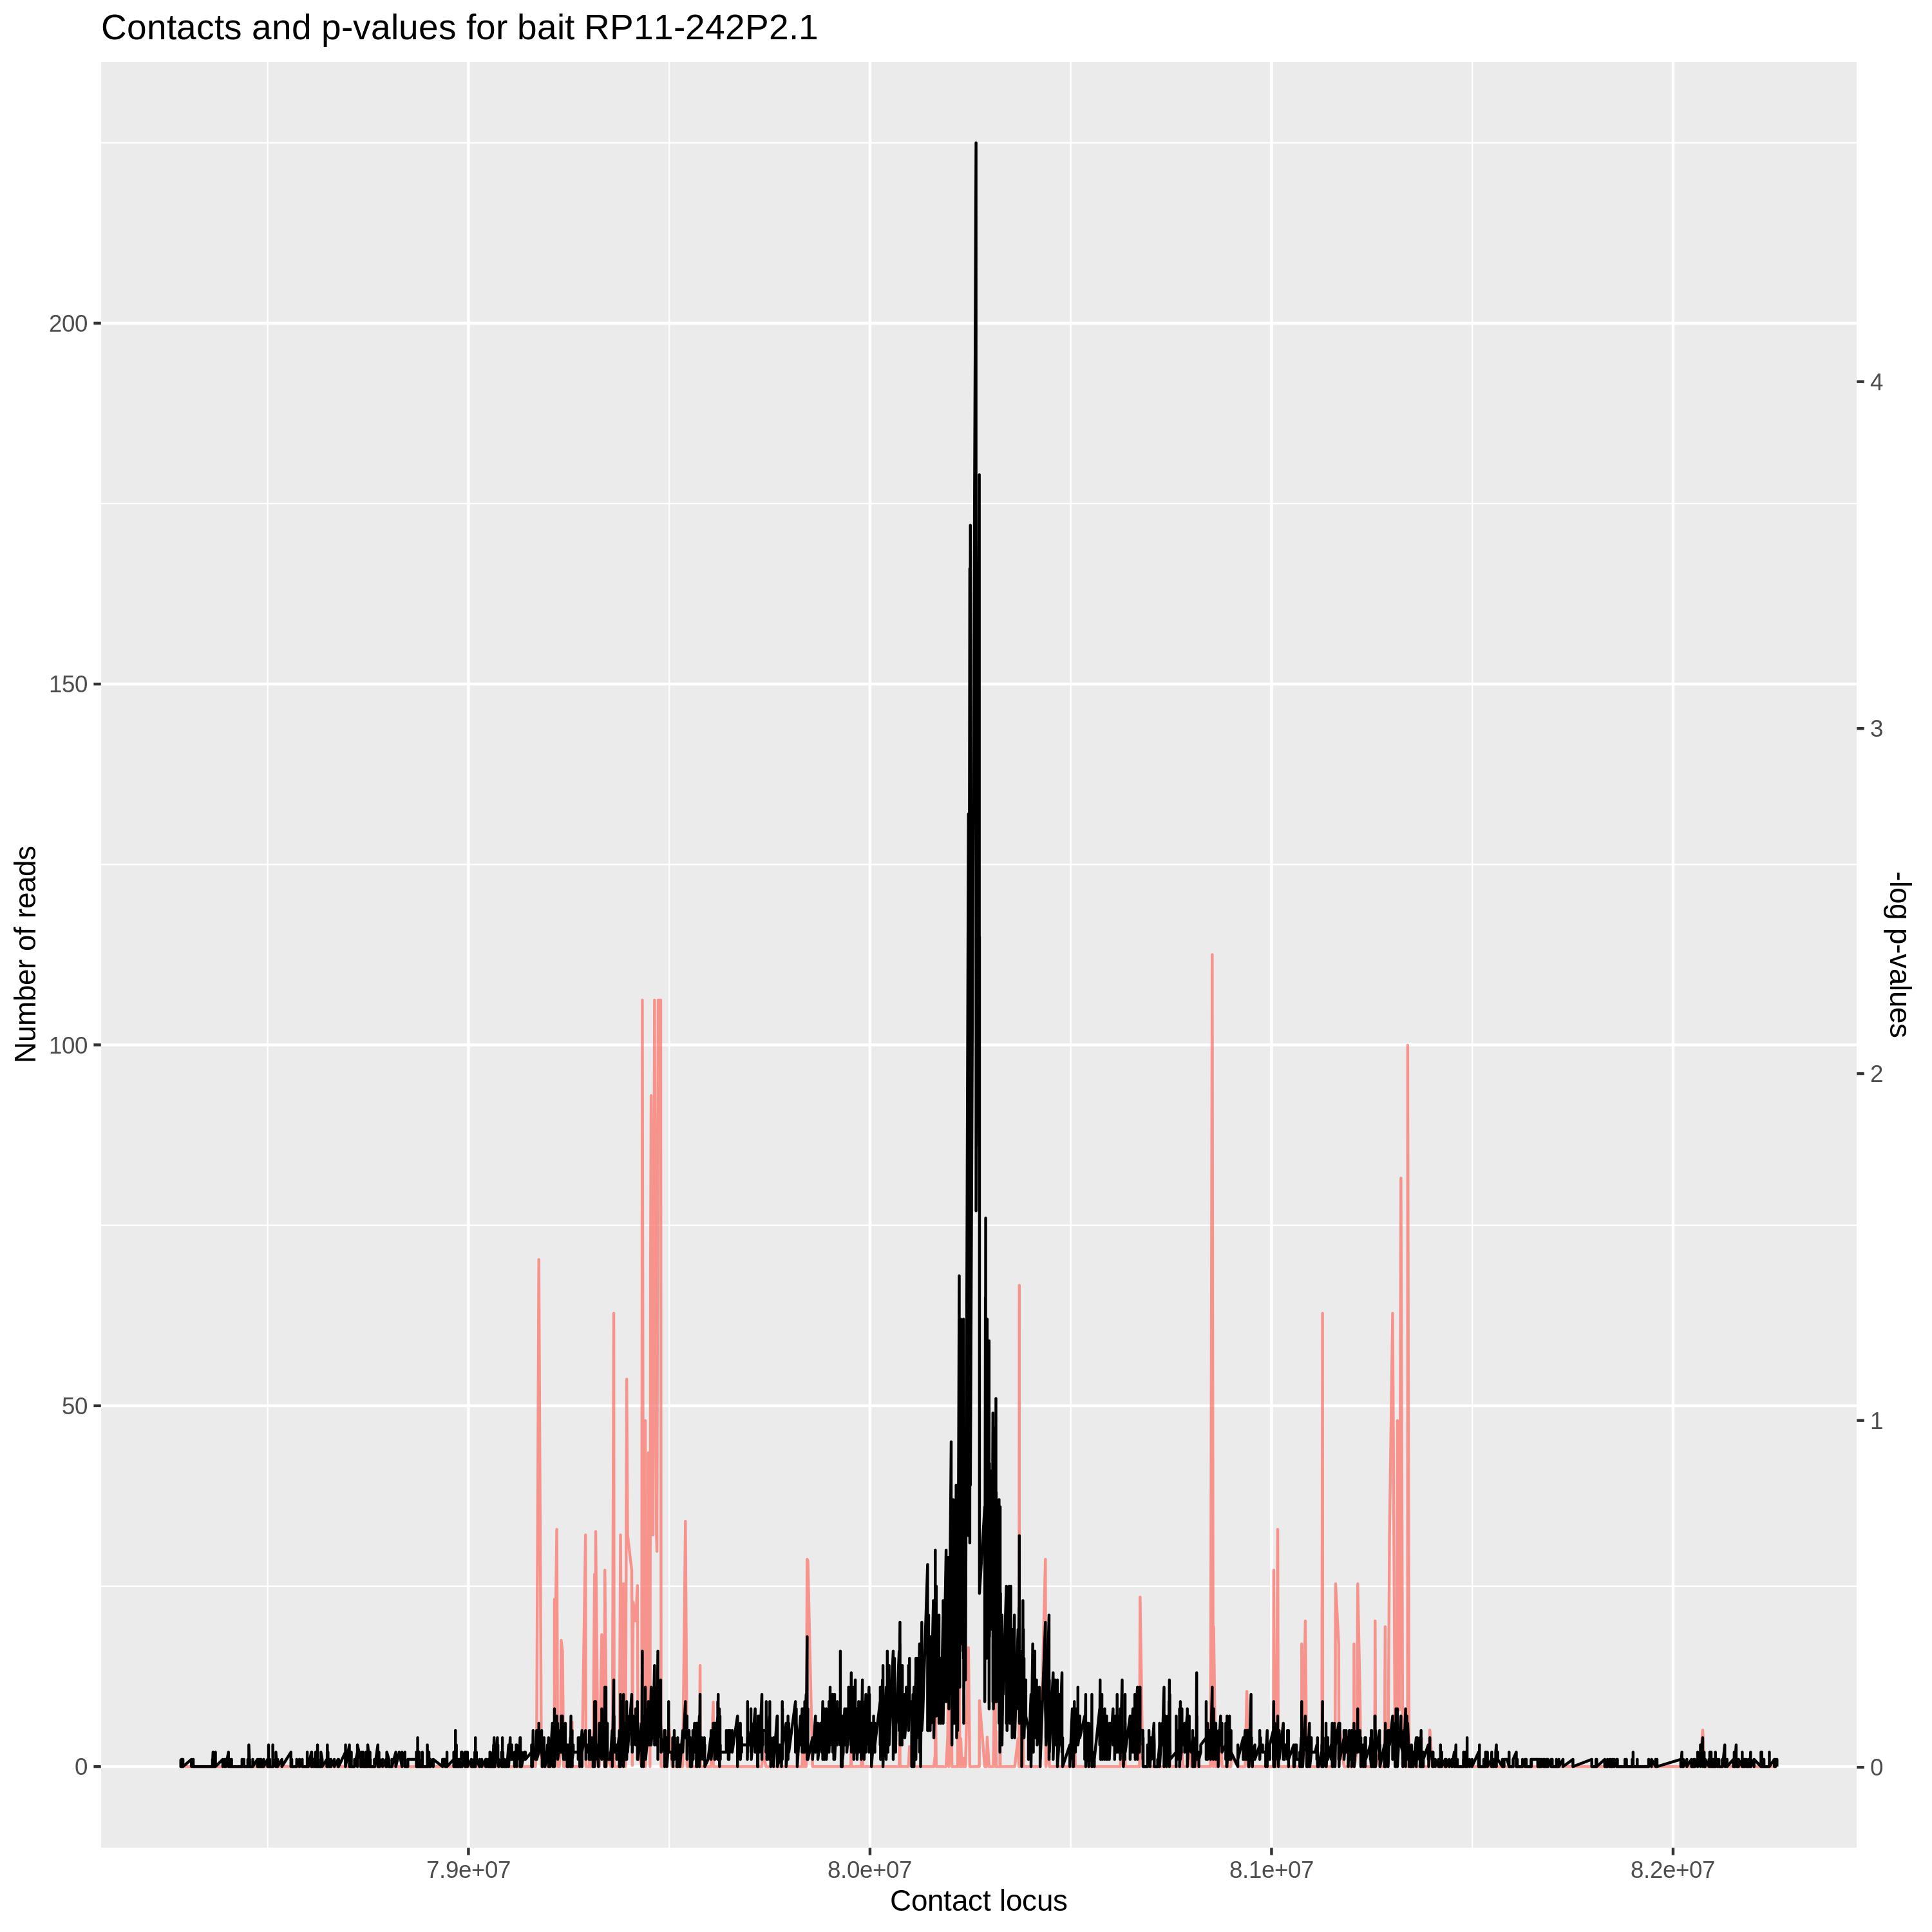 Contacts and p-values for bait RP11-242P2.1
Number of reads
200
150
100
50
0
-log p-values
4
3
2
1
0
7.9e+07 8.0e+07 8.1e+07 8.2e+07
Contact locus